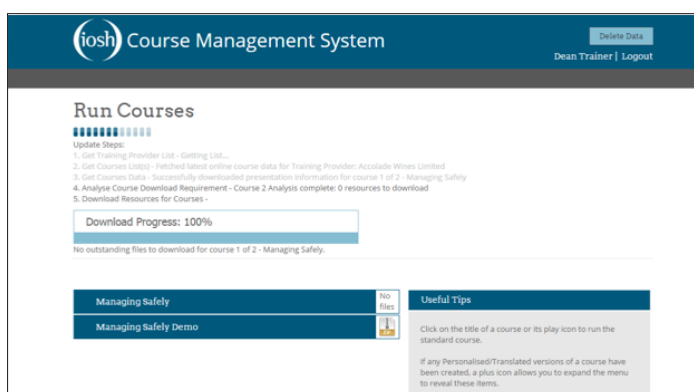 iosh Course Management System
Delete Data
Dean Trainer | Logout
Run Courses
Update Steps:
1. Get Training Provider List - Getting List...
2. Get Courses List(s) - Fetched latest online course data for Training Provider: Accolade Wines Limited
3. Get Courses Data - Successfully downloaded presentation information for course 1 of 2 - Managing Safely
4. Analyse Course Download Requirement - Course 2 Analysis complete: 0 resources to download
5. Download Resources for Courses -
Download Progress: 100%
No outstanding files to download for course 1 of 2 - Managing Safely.
Managing Safely
No
files
Managing Safely Demo
ZIP
Useful Tips
Click on the title of a course or its play icon to run the
standard course.
If any Personalised/Translated versions of a course have
been created, a plus icon allows you to expand the menu
to reveal these items.